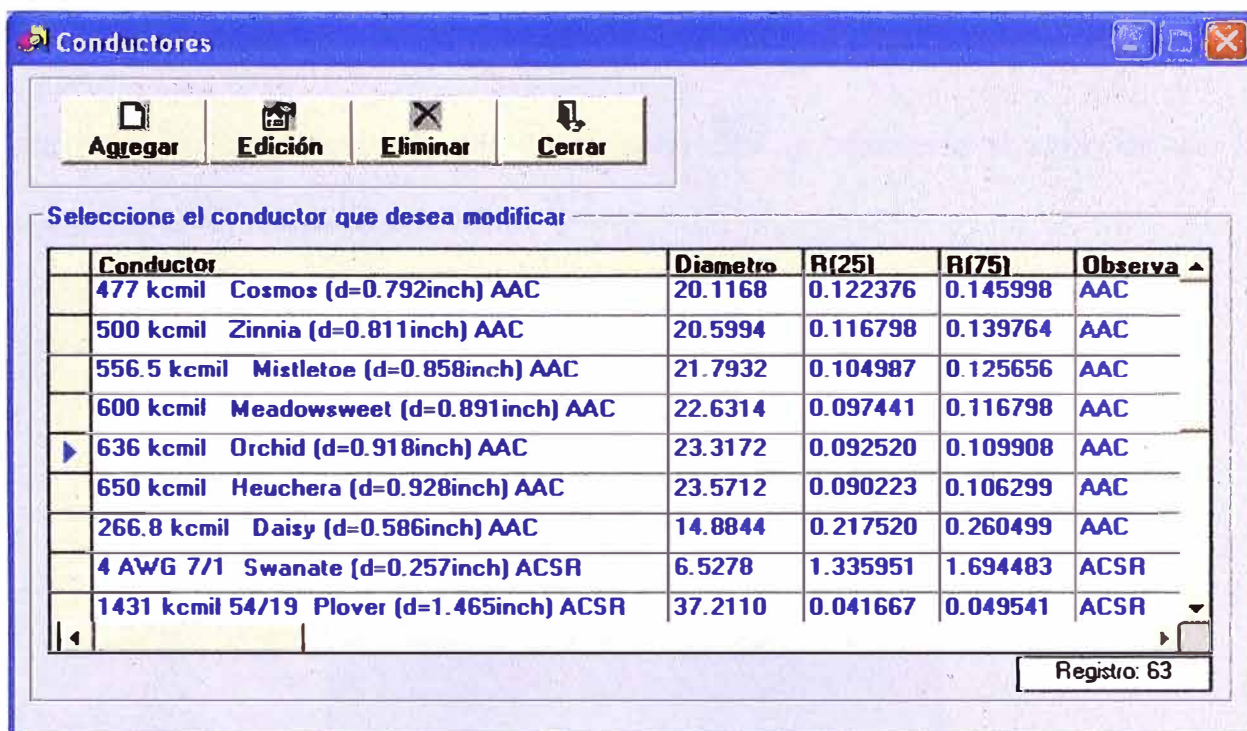 Conductores
Agregar Edición Eliminar Cerrar
Seleccione el conductor que desea modificar
Conductor Diametro R(25) R(75) Observa
477 kcmil Cosmos (d=0.792inch) AAC 20.1168 0.122376 0.145998 AAC
500 kcmil Zinnia (d=0.811inch) AAC 20.5994 0.116798 0.139764 AAC
556.5 kcmil Mistletoe (d=0.858inch) AAC 21.7932 0.104987 0.125656 AAC
600 kcmil Meadowsweet (d=0.891inch) AAC 22.6314 0.097441 0.116798 AAC
636 kcmil Orchid (d=0.918inch) AAC 23.3172 0.092520 0.109908 AAC
650 kcmil Heuchera (d=0.928inch) AAC 23.5712 0.090223 0.106299 AAC
266.8 kcmil Daisy (d=0.586inch) AAC 14.8844 0.217520 0.260499 AAC
4 AWG 7/1 Swanate (d=0.257inch) ACSR 6.5278 1.335951 1.694483 ACSR
1431 kcmil 54/19 Plover (d=1.465inch) ACSR 37.2110 0.041667 0.049541 ACSR
Registro: 63